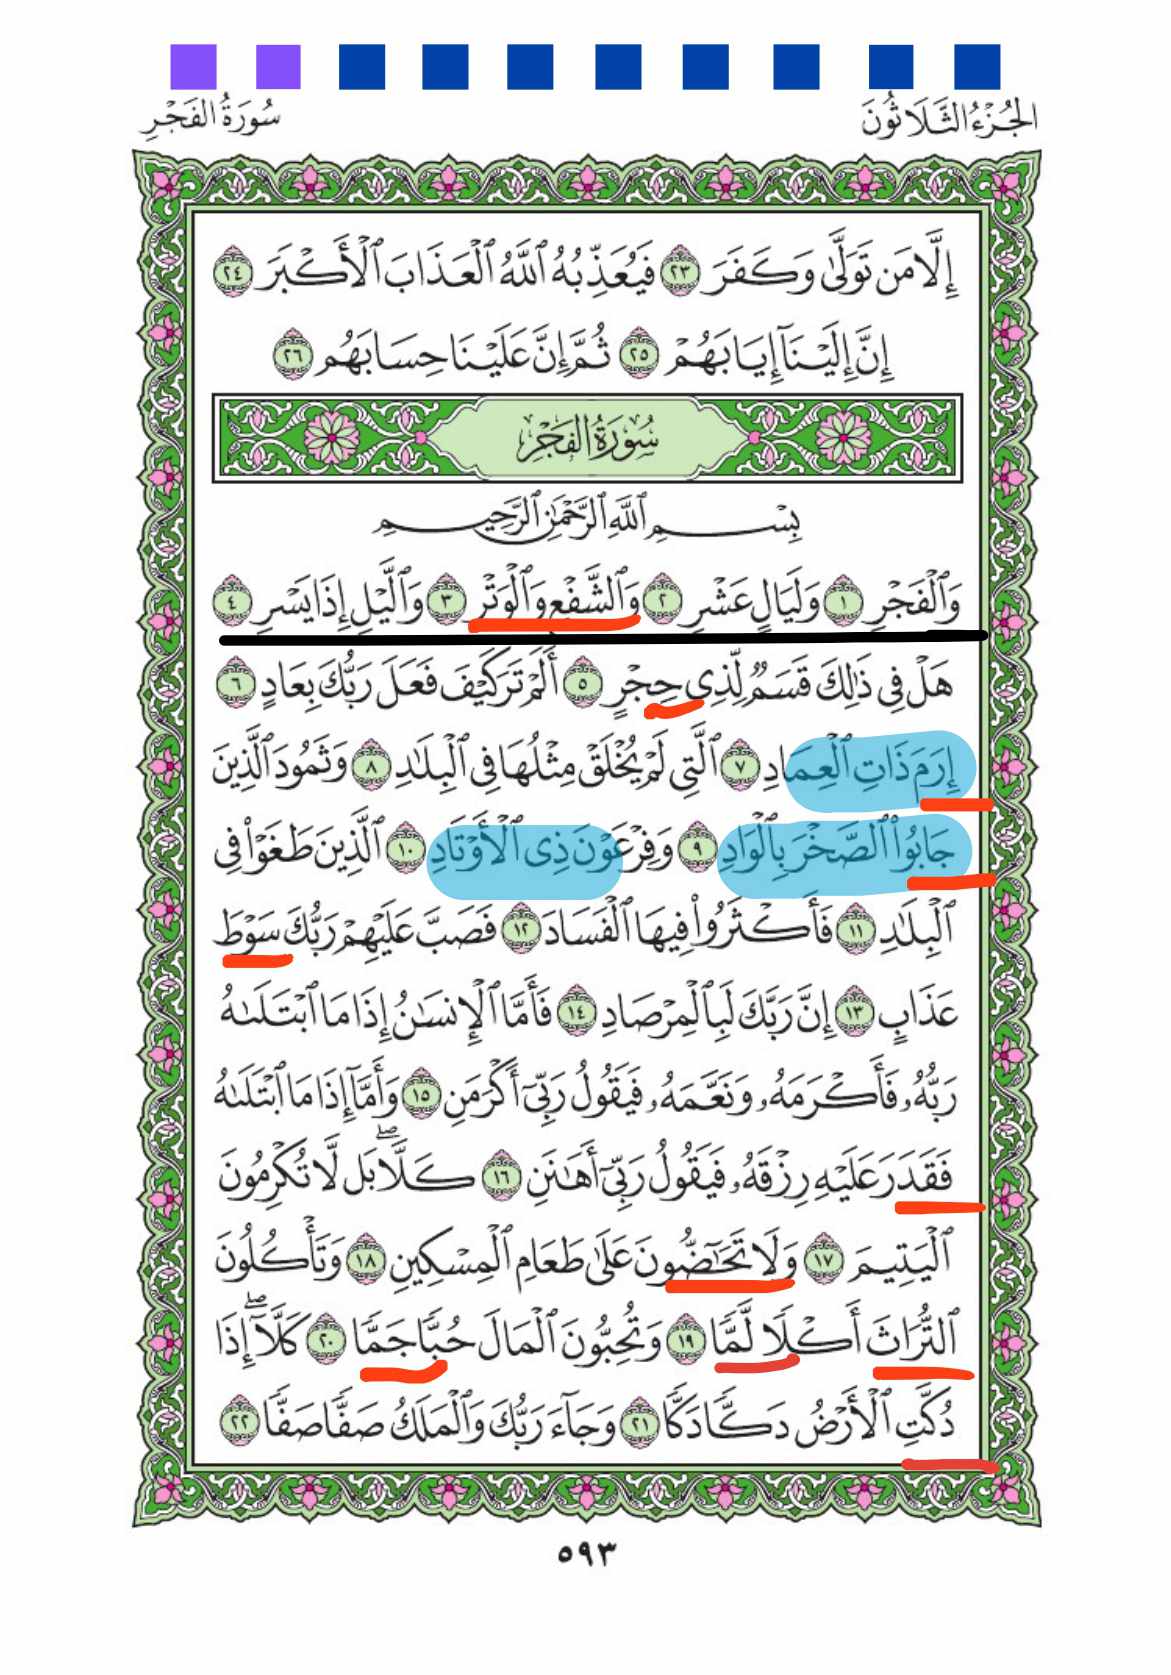 الجُزْءُ الثَّلَاثُونَ
سُورَةُ الفَجْرِ
إِلَّا مَن تَوَلَّىٰ وَكَفَرَ ٢٣ فَيُعَذِّبُهُ ٱللَّهُ ٱلْعَذَابَ ٱلْأَكْبَرَ ٢٤
إِنَّ إِلَيْنَآ إِيَابَهُمْ ٢٥ ثُمَّ إِنَّ عَلَيْنَا حِسَابَهُم ٢٦
سُورَةُ الفَجْرِ
بِسْمِ ٱللَّهِ ٱلرَّحْمَٰنِ ٱلرَّحِيمِ
وَٱلْفَجْرِ ١ وَلَيَالٍ عَشْرٍ ٢ وَٱلشَّفْعِ وَٱلْوَتْرِ ٣ وَٱلَّيْلِ إِذَا يَسْرِ ٤
هَلْ فِى ذَٰلِكَ قَسَمٌ لِّذِى حِجْرٍ ٥ أَلَمْ تَرَ كَيْفَ فَعَلَ رَبُّكَ بِعَادٍ ٦
إِرَمَ ذَاتِ ٱلْعِمَادِ ٧ ٱلَّتِى لَمْ يُخْلَقْ مِثْلُهَا فِى ٱلْبِلَٰدِ ٨ وَثَمُودَ ٱلَّذِينَ
جَابُوا۟ ٱلصَّخْرَ بِٱلْوَادِ ٩ وَفِرْعَوْنَ ذِى ٱلْأَوْتَادِ ١٠ ٱلَّذِينَ طَغَوْا۟ فِى
ٱلْبِلَٰدِ ١١ فَأَكْثَرُوا۟ فِيهَا ٱلْفَسَادَ ١٢ فَصَبَّ عَلَيْهِمْ رَبُّكَ سَوْطَ
عَذَابٍ ١٣ إِنَّ رَبَّكَ لَبِٱلْمِرْصَادِ ١٤ فَأَمَّا ٱلْإِنسَٰنُ إِذَا مَا ٱبْتَلَىٰهُ
رَبُّهُۥ فَأَكْرَمَهُۥ وَنَعَّمَهُۥ فَيَقُولُ رَبِّىٓ أَكْرَمَنِ ١٥ وَأَمَّآ إِذَا مَا ٱبْتَلَىٰهُ
فَقَدَرَ عَلَيْهِ رِزْقَهُۥ فَيَقُولُ رَبِّىٓ أَهَٰنَنِ ١٦ كَلَّا ۖ بَل لَّا تُكْرِمُونَ
ٱلْيَتِيمَ ١٧ وَلَا تَحَٰٓضُّونَ عَلَىٰ طَعَامِ ٱلْمِسْكِينِ ١٨ وَتَأْكُلُونَ
ٱلتُّرَاثَ أَكْلًا لَّمًّا ١٩ وَتُحِبُّونَ ٱلْمَالَ حُبًّا جَمًّا ٢٠ كَلَّآ ۖ إِذَا
دُكَّتِ ٱلْأَرْضُ دَكًّا دَكًّا ٢١ وَجَآءَ رَبُّكَ وَٱلْمَلَكُ صَفًّا صَفًّا ٢٢
٥٩٣